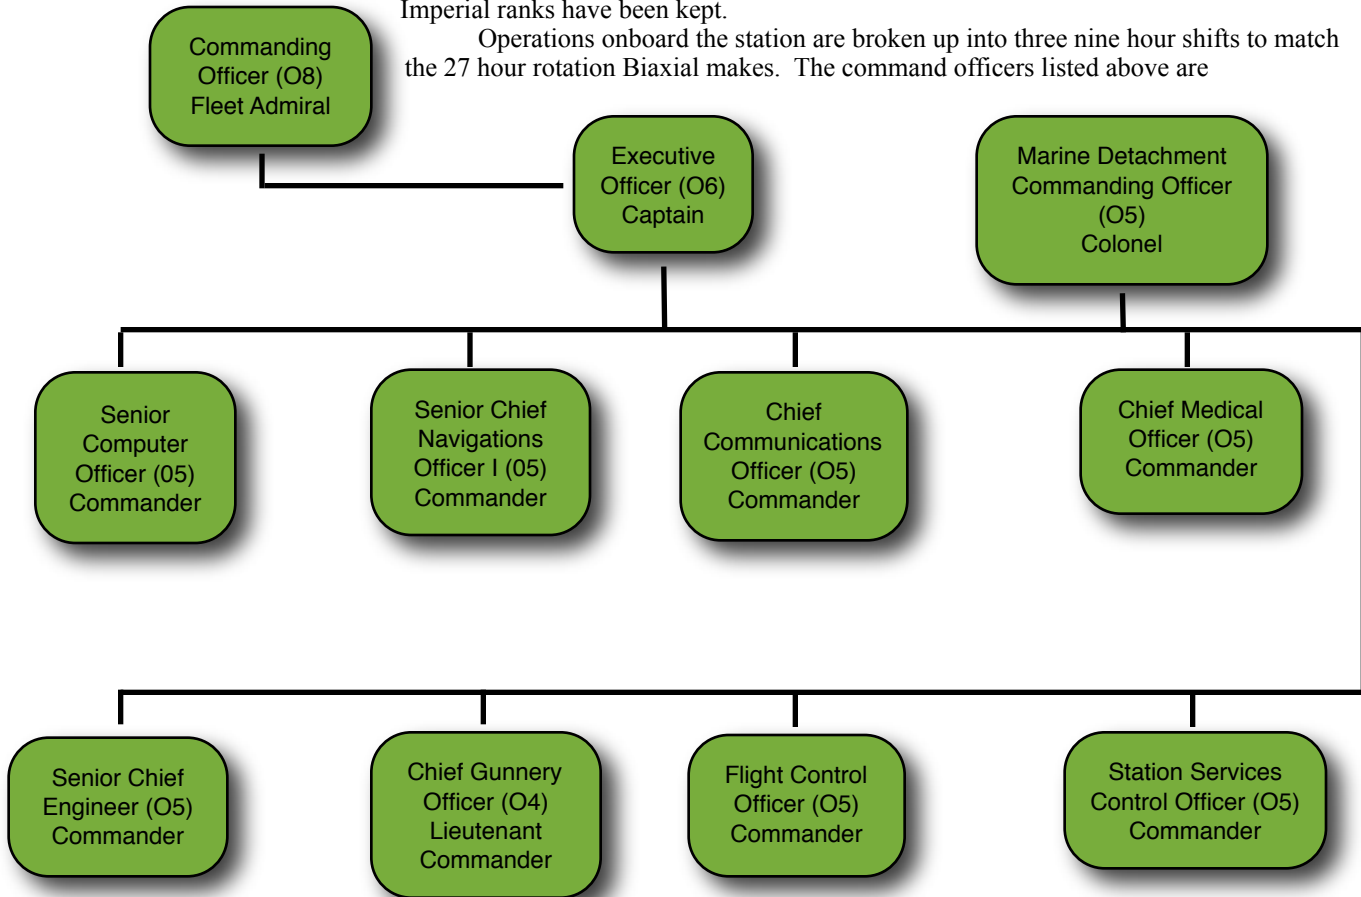 Imperial ranks have been kept.
Operations onboard the station are broken up into three nine hour shifts to match
the 27 hour rotation Biaxial makes. The command officers listed above are
Commanding
Officer (O8)
Fleet Admiral
Executive
Officer (O6)
Captain
Marine Detachment
Commanding Officer
(O5)
Colonel
Senior
Computer
Officer (05)
Commander
Senior Chief
Navigations
Officer I (05)
Commander
Chief
Communications
Officer (O5)
Commander
Chief Medical
Officer (O5)
Commander
Senior Chief
Engineer (O5)
Commander
Chief Gunnery
Officer (O4)
Lieutenant
Commander
Flight Control
Officer (O5)
Commander
Station Services
Control Officer (O5)
Commander